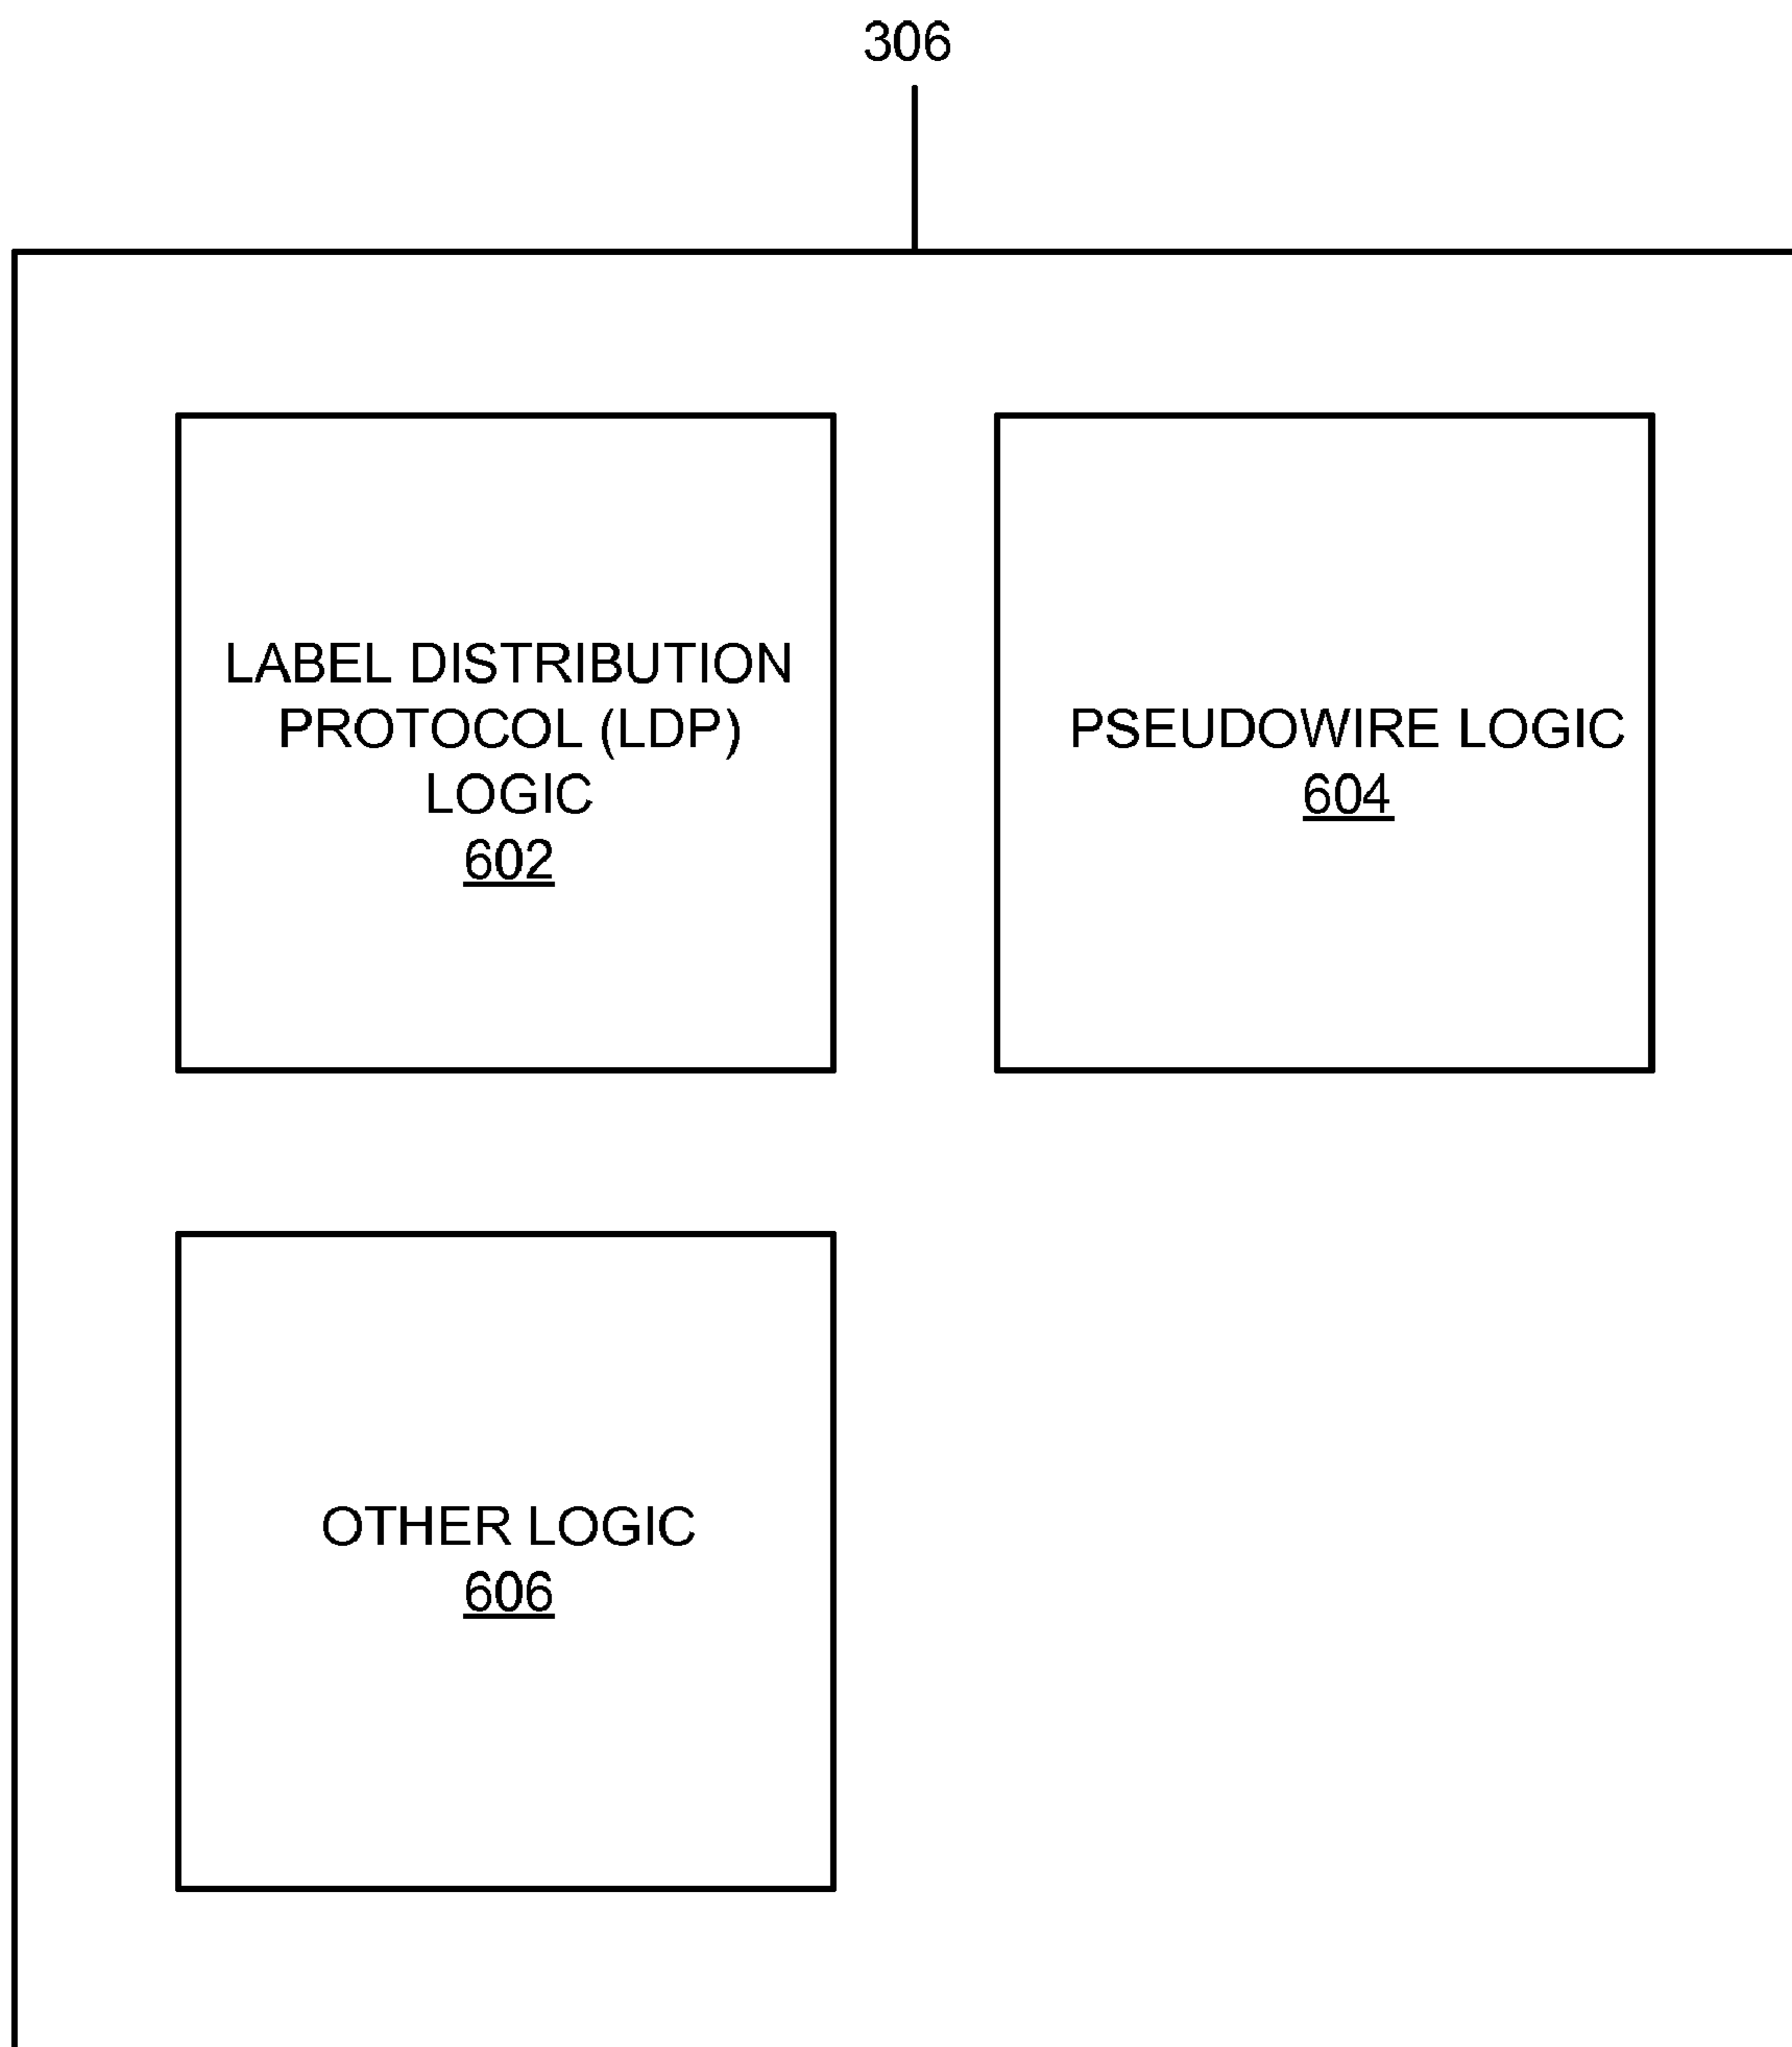 306
LABEL DISTRIBUTION
PROTOCOL (LDP)
LOGIC
602
PSEUDOWIRE LOGIC
604
OTHER LOGIC
606